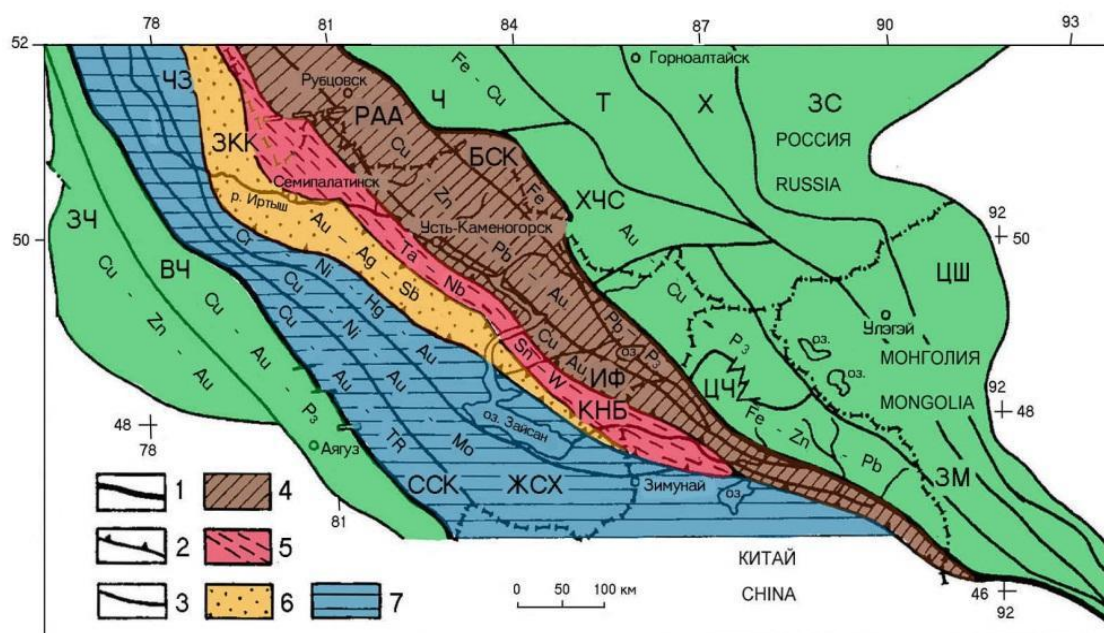 78 81 84 87 90 93
52
ЧЗ
Рубцовск
РАА
Ч
Fe - Cu
Горноалтайск
Т
Х
ЗС
РОССИЯ
RUSSIA
ЗКК
Cu
БСК
Семипалатинск
Zn
Fe
р. Иртыш
Усть-Каменогорск
ХЧС
Au
92
50
50
ЗЧ
ВЧ
Cu
Zn
Au
Cu - Au - P₃
Au - Ag - Sb
Ta - Nb
Pb
Au
Pb - P₃
Cu
ЦШ
Cr - Ni - Hg
Cu - Ni - Au
Cu
Au
TR
Mo
Sn - W
Cu
Au
оз.
ИФ
КНБ
ЦЧ
P₃
Fe - Zn - Pb
Улэгэй
оз.
оз.
МОНГОЛИЯ
MONGOLIA
92
48
48
78
оз. Зайсан
Аягуз
ССК
ЖСХ
Зимунай
оз.
ЗМ
81
1 4
2 5
3 6 7
0 50 100 км
КИТАЙ
CHINA
46
92